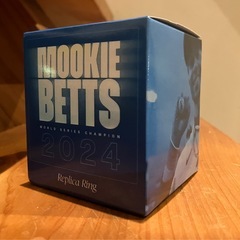 MOOKIE
BETTS
WORLD SERIES CHAMPION
2024
Replica Ring